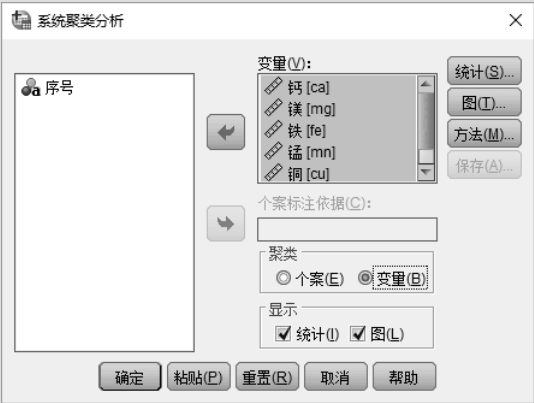 系统聚类分析
变量(V):
序号
钙 [ca]
镁 [mg]
铁 [fe]
锰 [mn]
铜 [cu]
统计(S)...
图(T)...
方法(M)...
保存(A)...
个案标注依据(C):
聚类
个案(E) 变量(B)
显示
统计(I) 图(L)
确定 粘贴(P) 重置(R) 取消 帮助